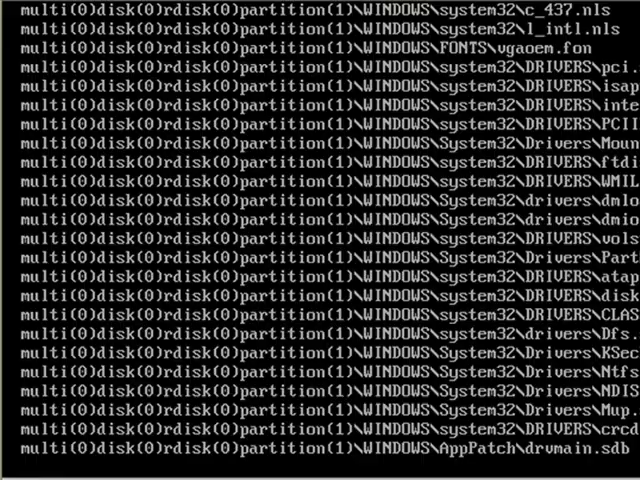 multi(0)disk(0)rdisk(0)partition(1)\WINDOWS\system32\c_437.nls
multi(0)disk(0)rdisk(0)partition(1)\WINDOWS\system32\l_intl.nls
multi(0)disk(0)rdisk(0)partition(1)\WINDOWS\FONTS\vgaoem.fon
multi(0)disk(0)rdisk(0)partition(1)\WINDOWS\system32\DRIVERS\pci.
multi(0)disk(0)rdisk(0)partition(1)\WINDOWS\system32\DRIVERS\isap
multi(0)disk(0)rdisk(0)partition(1)\WINDOWS\system32\DRIVERS\inte
multi(0)disk(0)rdisk(0)partition(1)\WINDOWS\system32\DRIVERS\PCII
multi(0)disk(0)rdisk(0)partition(1)\WINDOWS\System32\Drivers\Moun
multi(0)disk(0)rdisk(0)partition(1)\WINDOWS\system32\DRIVERS\ftdi
multi(0)disk(0)rdisk(0)partition(1)\WINDOWS\system32\DRIVERS\WMIL
multi(0)disk(0)rdisk(0)partition(1)\WINDOWS\System32\drivers\dmlo
multi(0)disk(0)rdisk(0)partition(1)\WINDOWS\System32\drivers\dmio
multi(0)disk(0)rdisk(0)partition(1)\WINDOWS\system32\DRIVERS\vols
multi(0)disk(0)rdisk(0)partition(1)\WINDOWS\System32\Drivers\Part
multi(0)disk(0)rdisk(0)partition(1)\WINDOWS\system32\DRIVERS\atap
multi(0)disk(0)rdisk(0)partition(1)\WINDOWS\system32\DRIVERS\disk
multi(0)disk(0)rdisk(0)partition(1)\WINDOWS\system32\DRIVERS\CLAS
multi(0)disk(0)rdisk(0)partition(1)\WINDOWS\system32\drivers\Dfs.
multi(0)disk(0)rdisk(0)partition(1)\WINDOWS\System32\Drivers\KSec
multi(0)disk(0)rdisk(0)partition(1)\WINDOWS\System32\Drivers\Ntfs
multi(0)disk(0)rdisk(0)partition(1)\WINDOWS\System32\Drivers\NDIS
multi(0)disk(0)rdisk(0)partition(1)\WINDOWS\System32\Drivers\Mup.
multi(0)disk(0)rdisk(0)partition(1)\WINDOWS\system32\DRIVERS\crcd
multi(0)disk(0)rdisk(0)partition(1)\WINDOWS\AppPatch\drvmain.sdb